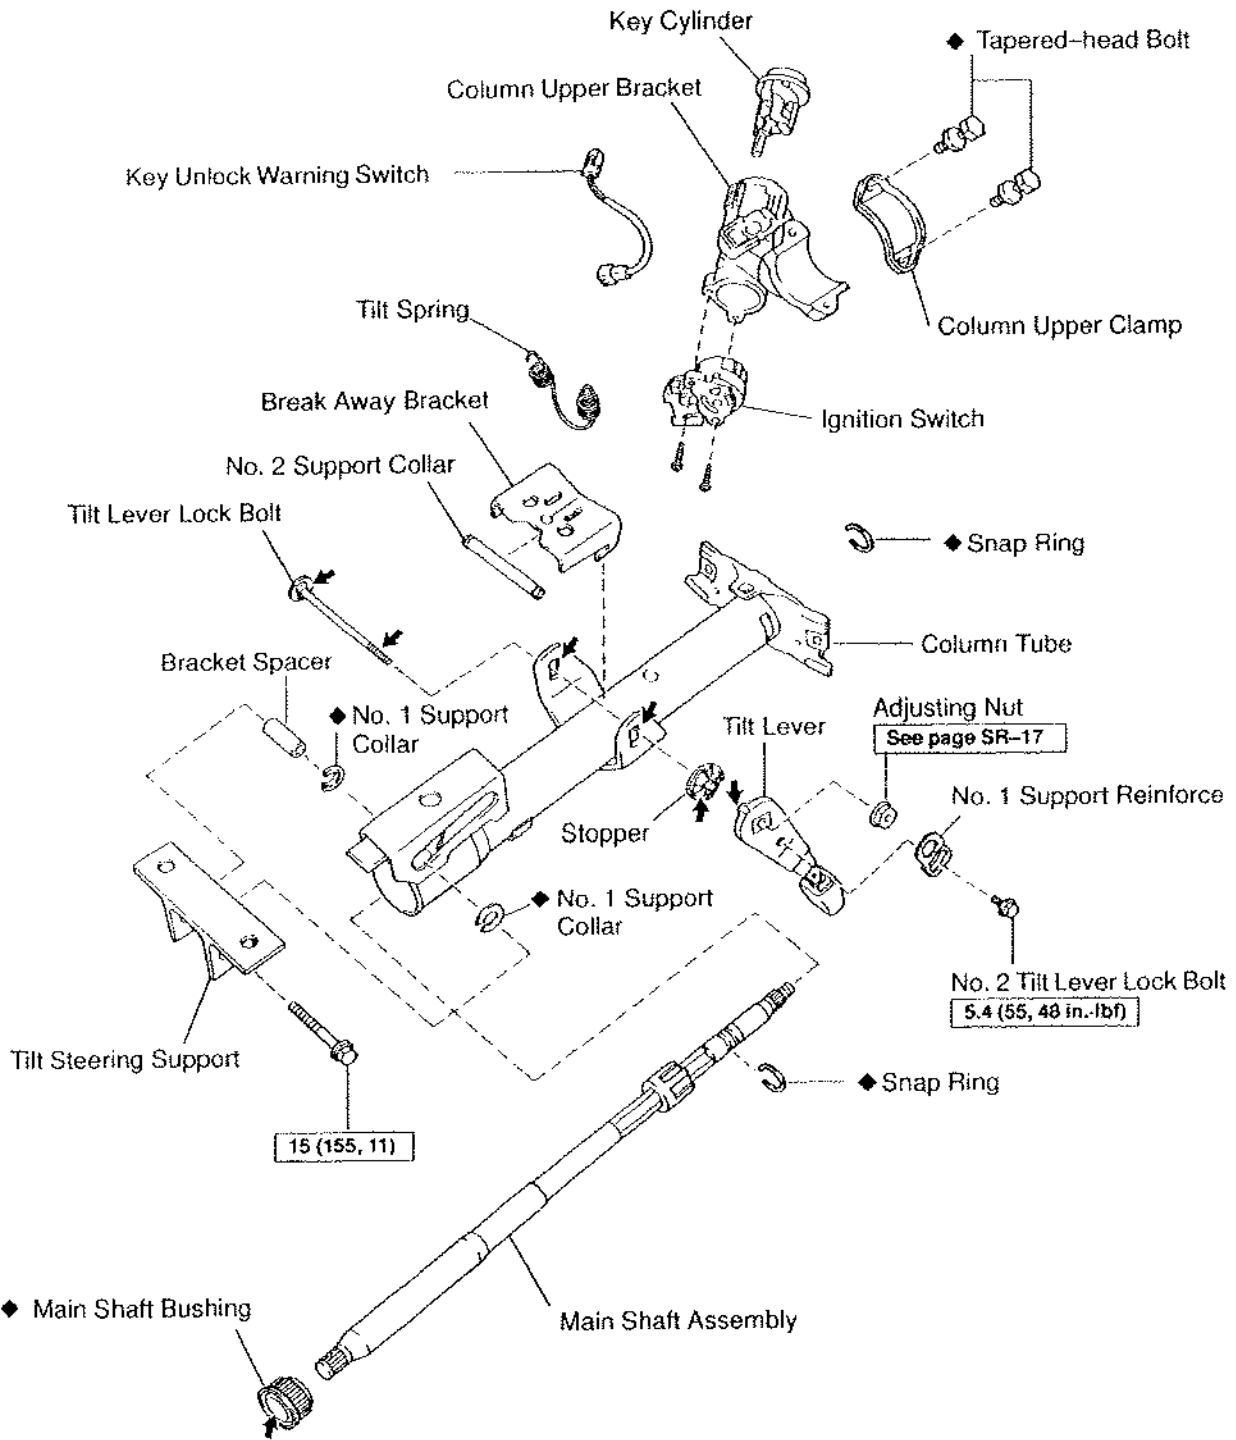 Key Cylinder
◆ Tapered-head Bolt
Column Upper Bracket
Key Unlock Warning Switch
Tilt Spring
Column Upper Clamp
Break Away Bracket
Ignition Switch
No. 2 Support Collar
Tilt Lever Lock Bolt
◆ Snap Ring
Column Tube
Bracket Spacer
◆ No. 1 Support
Collar
Tilt Lever
Adjusting Nut
See page SR-17
No. 1 Support Reinforce
Stopper
◆ No. 1 Support
Collar
No. 2 Tilt Lever Lock Bolt
5.4 (55, 48 in.-lbf)
Tilt Steering Support
◆ Snap Ring
15 (155, 11)
◆ Main Shaft Bushing
Main Shaft Assembly